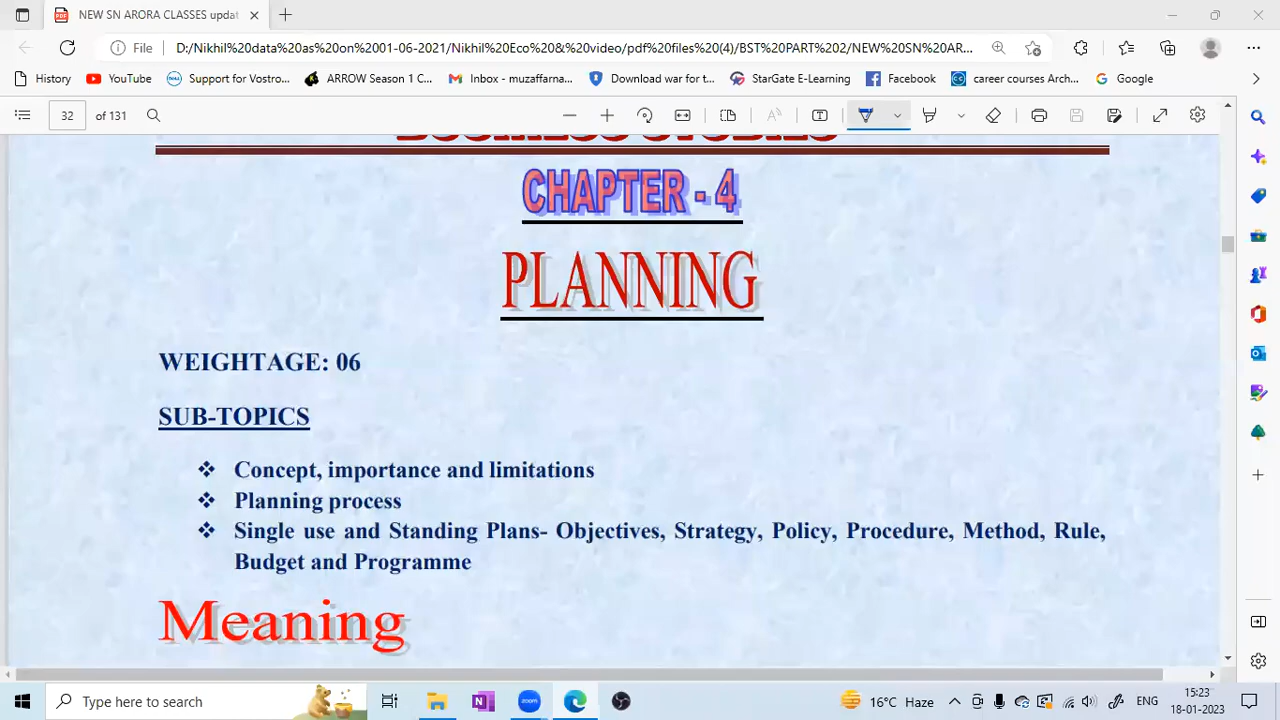 NEW SN ARORA CLASSES updat
File
D:/Nikhil%20data%20as%20on%2001-06-2021/Nikhil%20Eco%20&%20video/pdf%20files%20(4)/BST%20PART%202/NEW%20SN%20AR...
History
YouTube
Support for Vostro...
ARROW Season 1 C...
Inbox - muzaffarna...
Download war for t...
StarGate E-Learning
Facebook
career courses Arch...
Google
32 of 131
BUSINESS STUDIES
CHAPTER - 4
PLANNING
WEIGHTAGE: 06
SUB-TOPICS
❖ Concept, importance and limitations
❖ Planning process
❖ Single use and Standing Plans- Objectives, Strategy, Policy, Procedure, Method, Rule,
Budget and Programme
Meaning
Type here to search
zoom
16°C Haze
ENG
15:23
18-01-2023